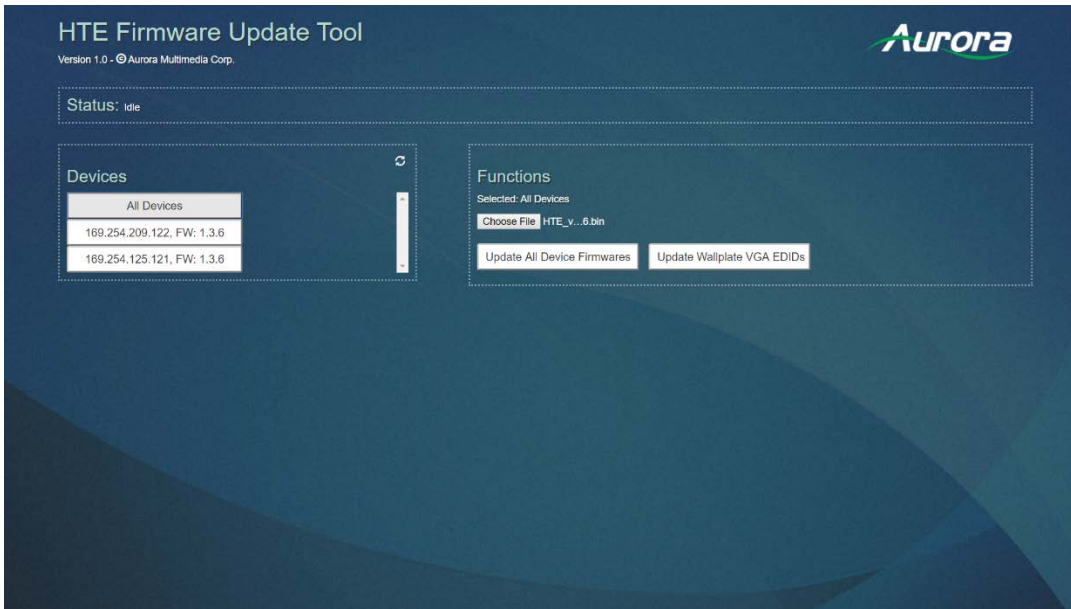 HTE Firmware Update Tool
Aurora
Version 1.0 - © Aurora Multimedia Corp.
Status: Idle
Devices
All Devices
169.254.209.122, FW: 1.3.6
169.254.125.121, FW: 1.3.6
Functions
Selected: All Devices
Choose File HTE_v...6.bin
Update All Device Firmwares Update Wallplate VGA EDIDs